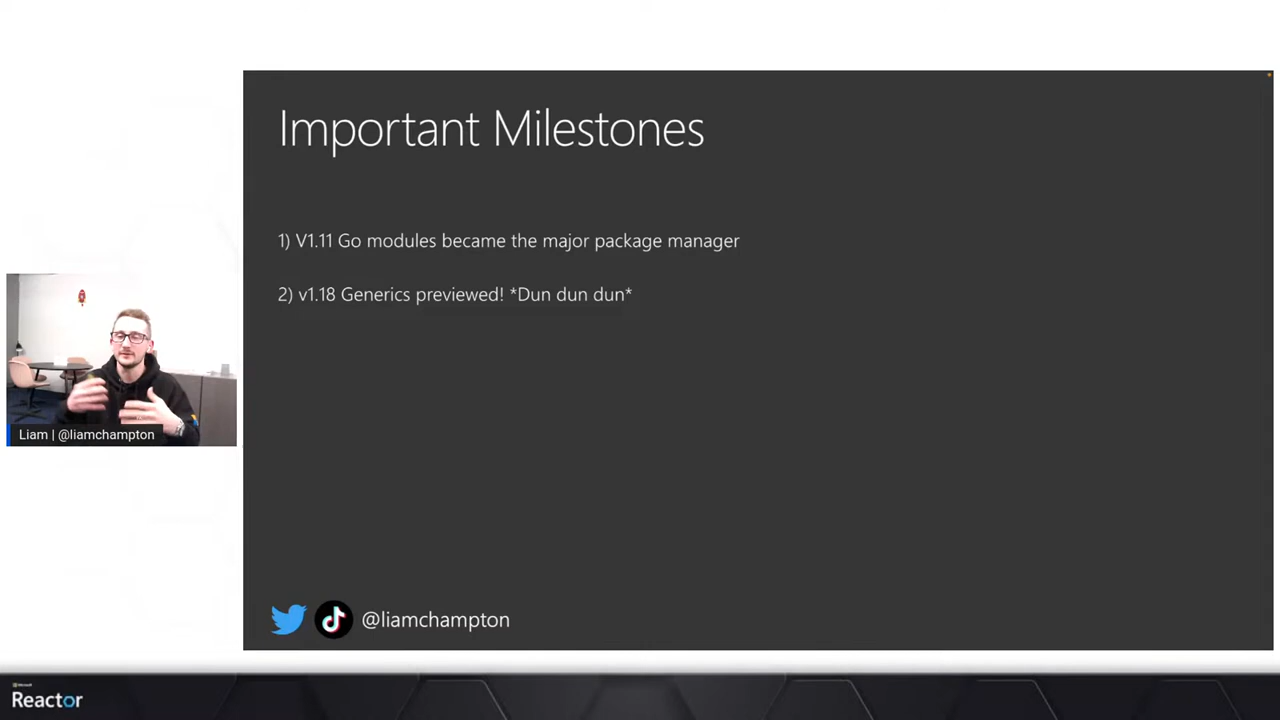 Important Milestones
1) V1.11 Go modules became the major package manager
2) v1.18 Generics previewed! *Dun dun dun*
Liam | @liamchampton
@liamchampton
Microsoft
Reactor